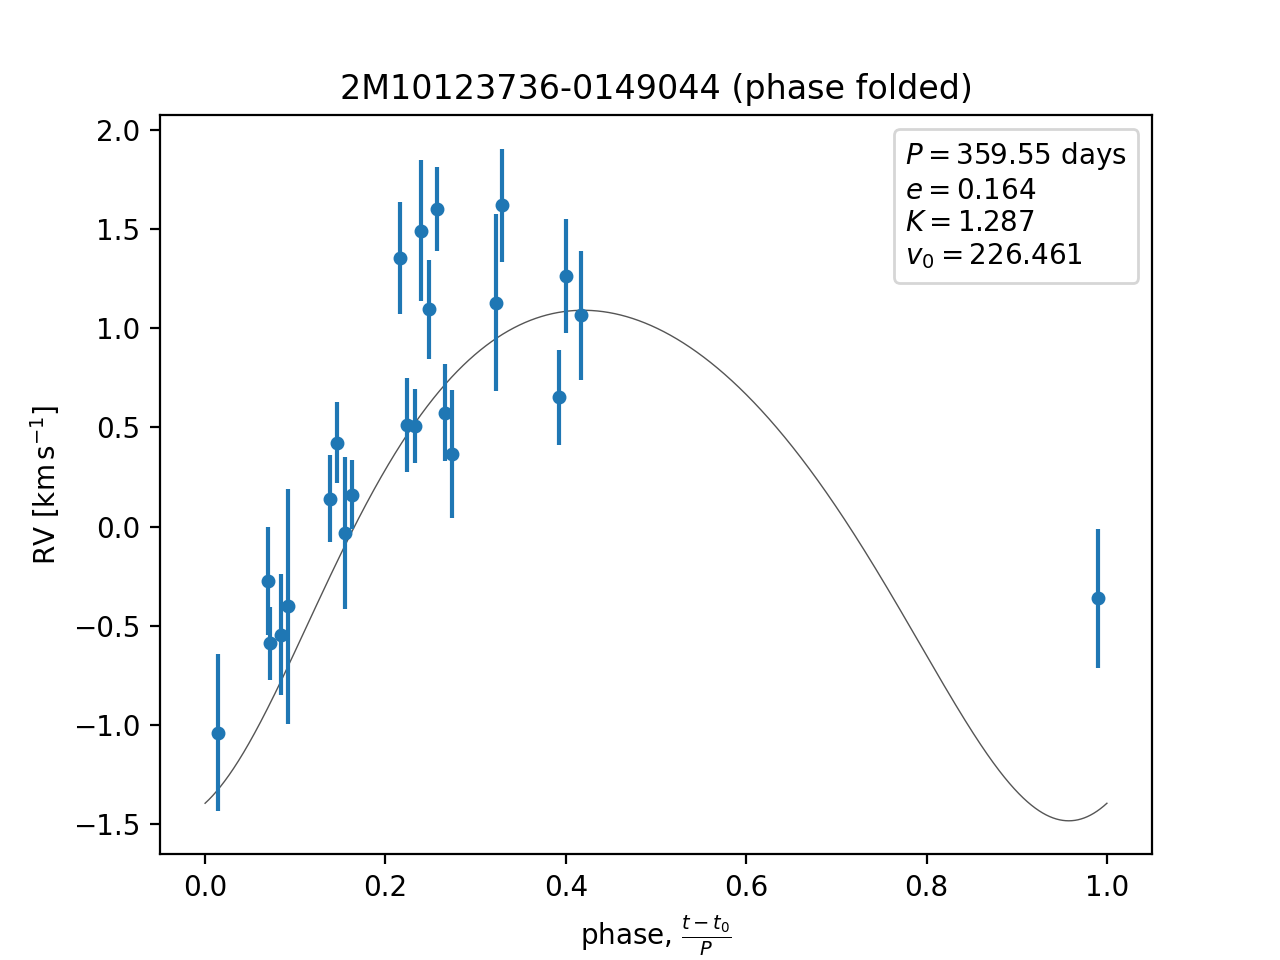 2M10123736-0149044 (phase folded)
P = 359.55 days
e = 0.164
K = 1.287
v₀ = 226.461
RV [km s⁻¹]
2.0
1.5
1.0
0.5
0.0
−0.5
−1.0
−1.5
0.0 0.2 0.4 0.6 0.8 1.0
phase, (t − t₀)/P